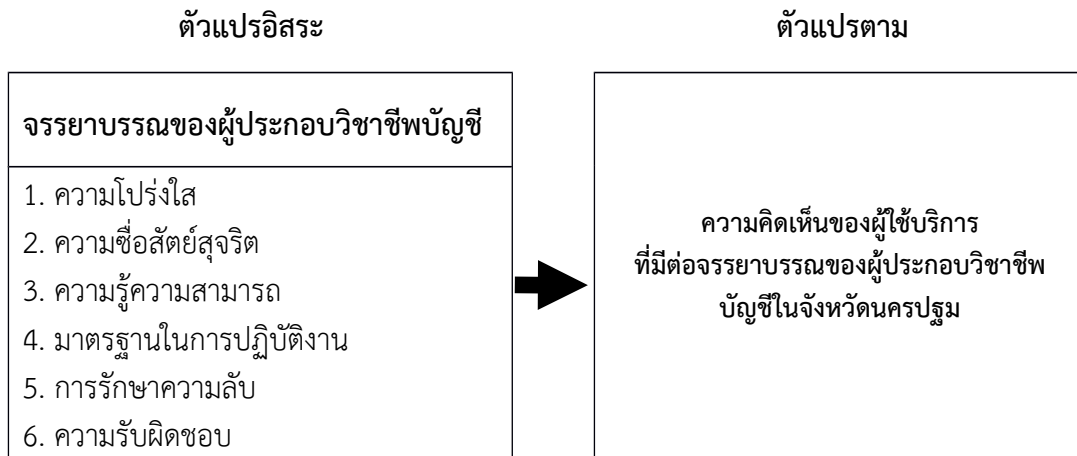 ตัวแปรอิสระ
ตัวแปรตาม
จรรยาบรรณของผู้ประกอบวิชาชีพบัญชี
1. ความโปร่งใส
2. ความซื่อสัตย์สุจริต
3. ความรู้ความสามารถ
4. มาตรฐานในการปฏิบัติงาน
5. การรักษาความลับ
6. ความรับผิดชอบ
ความคิดเห็นของผู้ใช้บริการ
ที่มีต่อจรรยาบรรณของผู้ประกอบวิชาชีพ
บัญชีในจังหวัดนครปฐม